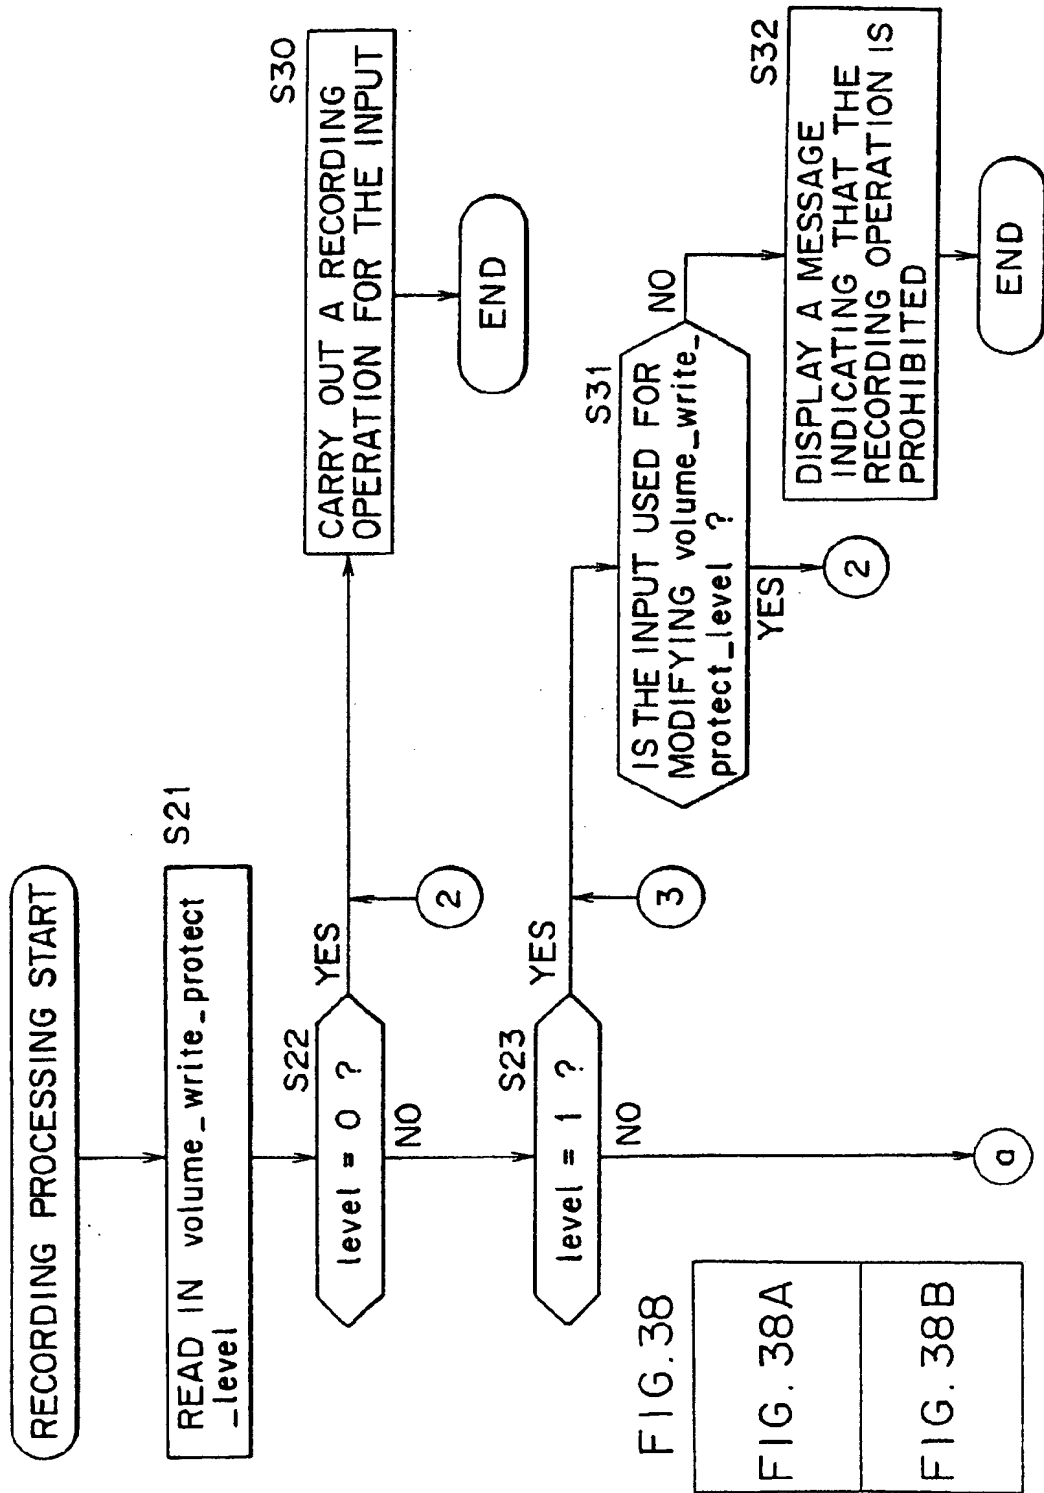 RECORDING PROCESSING START
S21
READ IN volume_write_protect
_level
S22
level = 0 ?
YES
NO
2
S30
CARRY OUT A RECORDING
OPERATION FOR THE INPUT
END
S23
level = 1 ?
YES
NO
3
S31
IS THE INPUT USED FOR
MODIFYING volume_write_
protect_level ?
NO
YES
2
S32
DISPLAY A MESSAGE
INDICATING THAT THE
RECORDING OPERATION IS
PROHIBITED
END
a
FIG.38
FIG. 38A
FIG. 38B